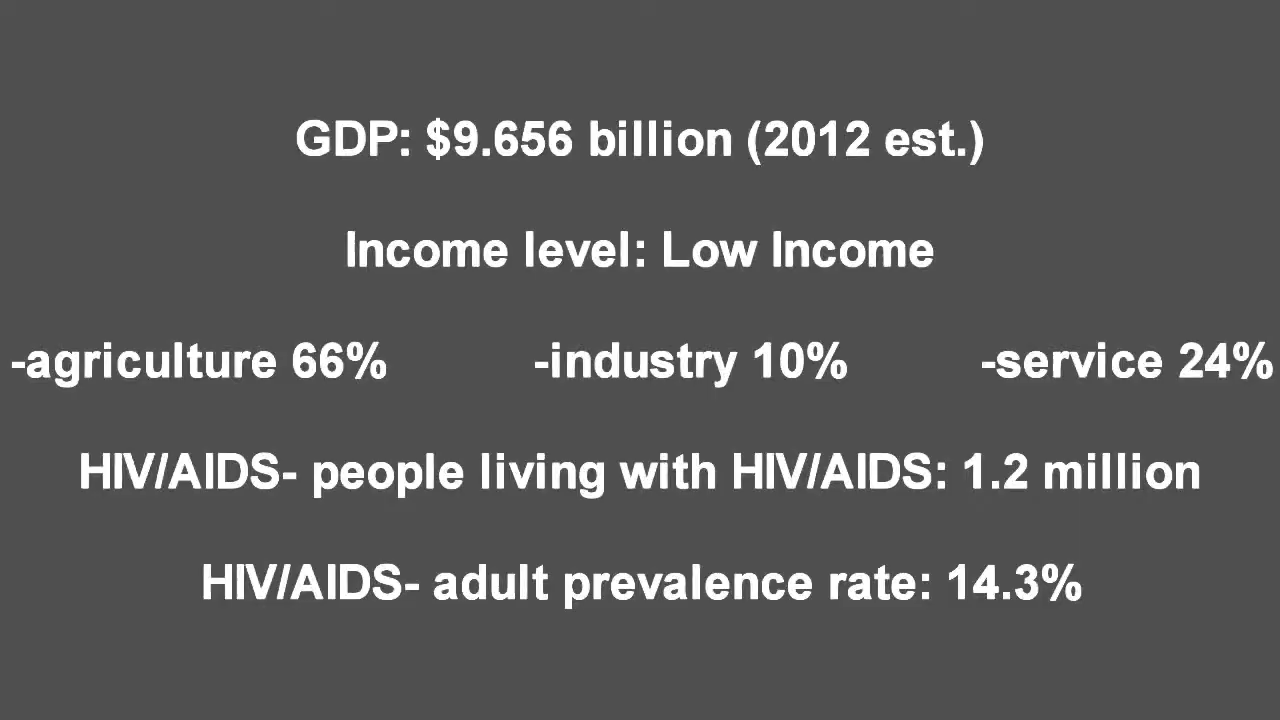 GDP: $9.656 billion (2012 est.)
Income level: Low Income
-agriculture 66% -industry 10% -service 24%
HIV/AIDS- people living with HIV/AIDS: 1.2 million
HIV/AIDS- adult prevalence rate: 14.3%